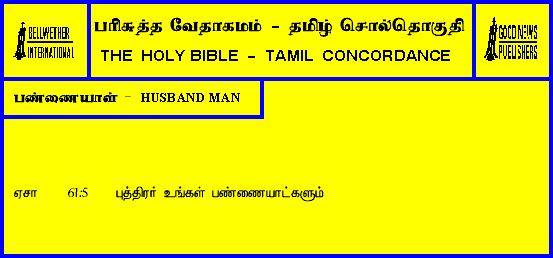 BELLWETHER
INTERNATIONAL
பரிசுத்த வேதாகமம் - தமிழ் சொல்தொகுதி
THE HOLY BIBLE - TAMIL CONCORDANCE
GOOD NEWS
PUBLISHERS
பண்ணையாள் - HUSBAND MAN
ஏசா 61:5 புத்திரர் உங்கள் பண்ணையாட்களும்